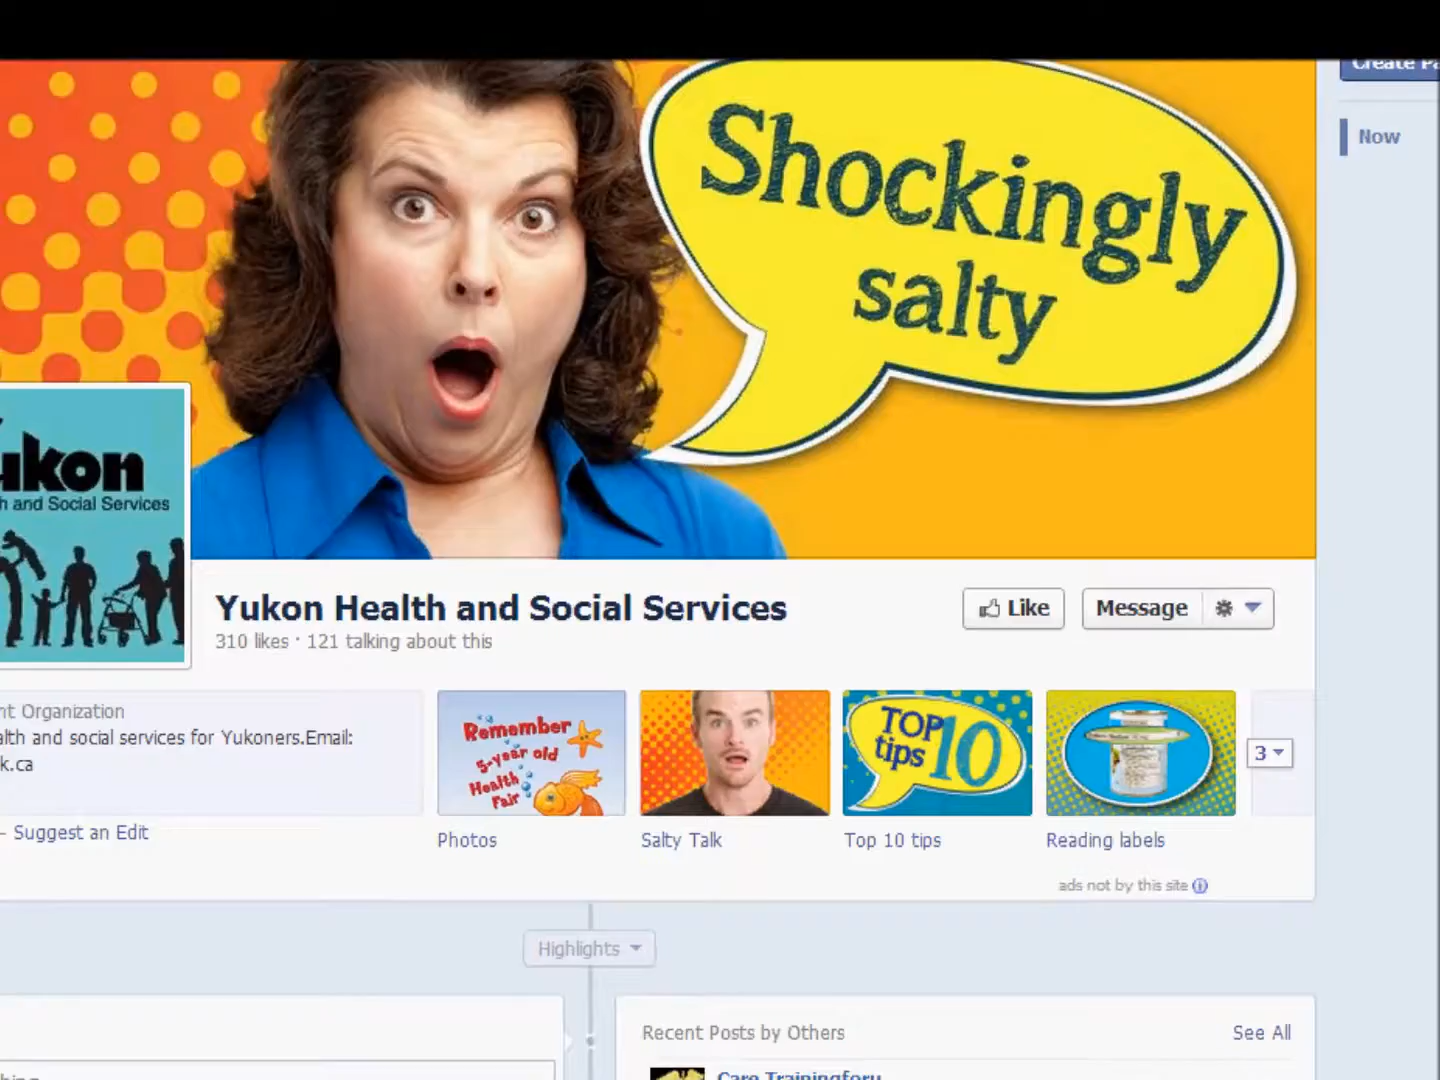 Create
Now
Shockingly
salty
ukon
and Social Services
Yukon Health and Social Services
Like
Message
310 likes · 121 talking about this
Organization
and social services for Yukoners.Email:
k.ca
- Suggest an Edit
Remember
5-year old
Health
Fair
TOP 10
tips
3
Photos
Salty Talk
Top 10 tips
Reading labels
ads not by this site
Highlights
Recent Posts by Others
See All
Care Trainingforu